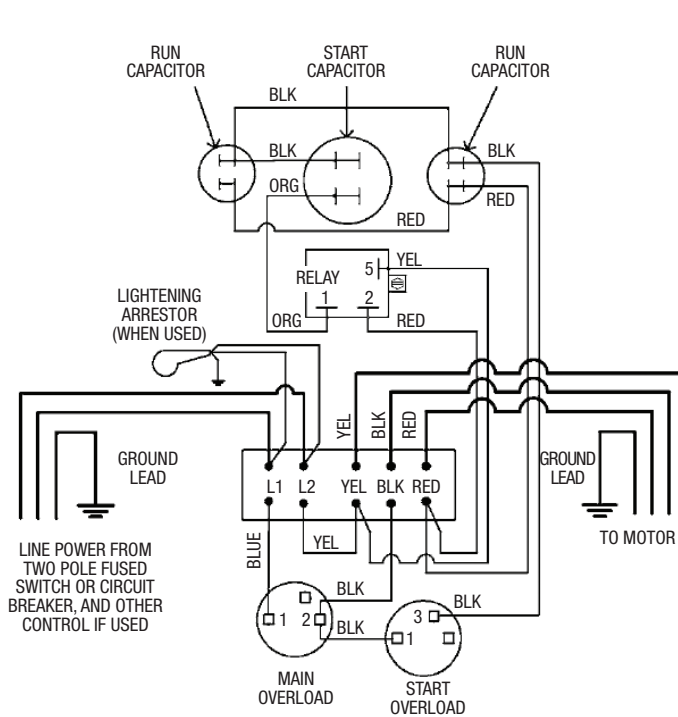 RUN
CAPACITOR
START
CAPACITOR
RUN
CAPACITOR
BLK
BLK
BLK
ORG
RED
RED
YEL
5
RELAY
1
2
ORG
RED
LIGHTENING
ARRESTOR
(WHEN USED)
YEL
BLK
RED
GROUND
LEAD
GROUND
LEAD
L1 L2 YEL BLK RED
TO MOTOR
BLUE
YEL
LINE POWER FROM
TWO POLE FUSED
SWITCH OR CIRCUIT
BREAKER, AND OTHER
CONTROL IF USED
BLK
BLK
BLK
1 2
3
1
MAIN
OVERLOAD
START
OVERLOAD